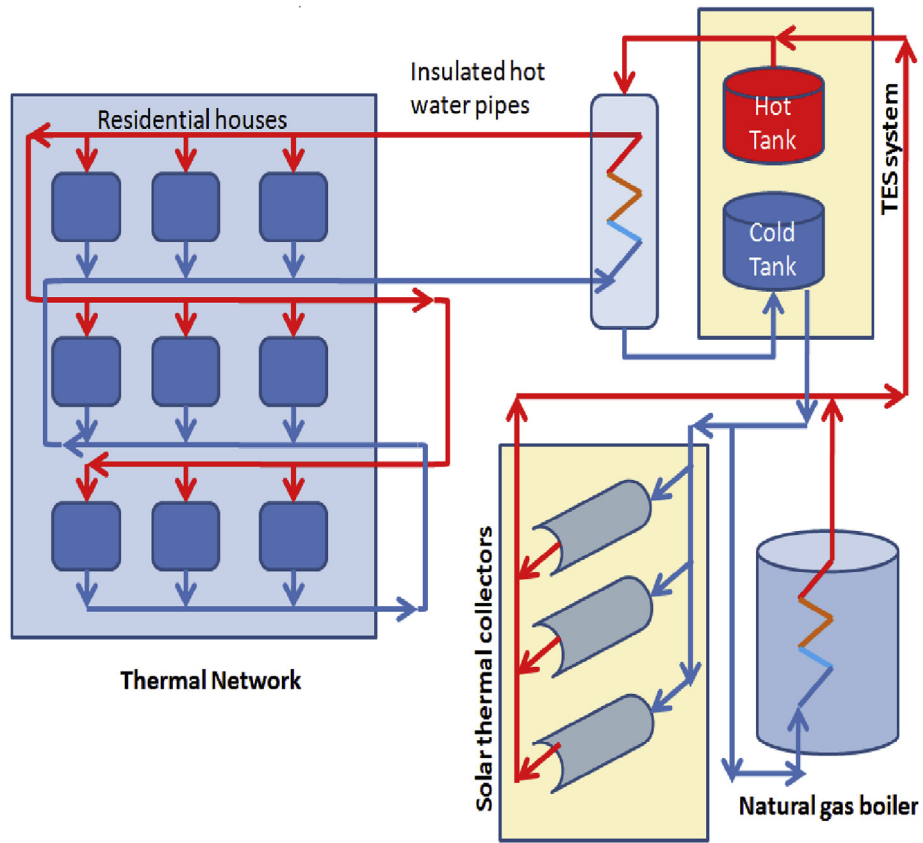 Insulated hot
water pipes
Residential houses
Hot
Tank
Cold
Tank
TES system
Thermal Network
Solar thermal collectors
Natural gas boiler